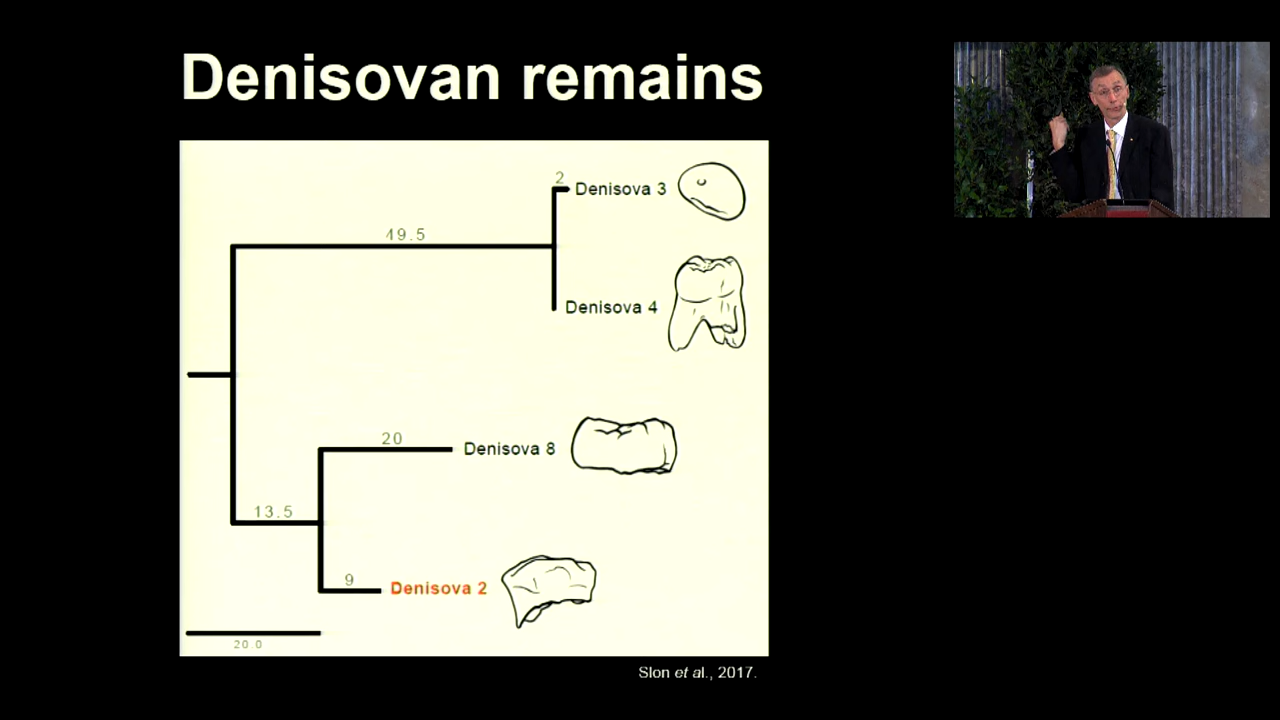 Denisovan remains
2
Denisova 3
49.5
Denisova 4
20
Denisova 8
13.5
9
Denisova 2
20.0
Slon et al., 2017.